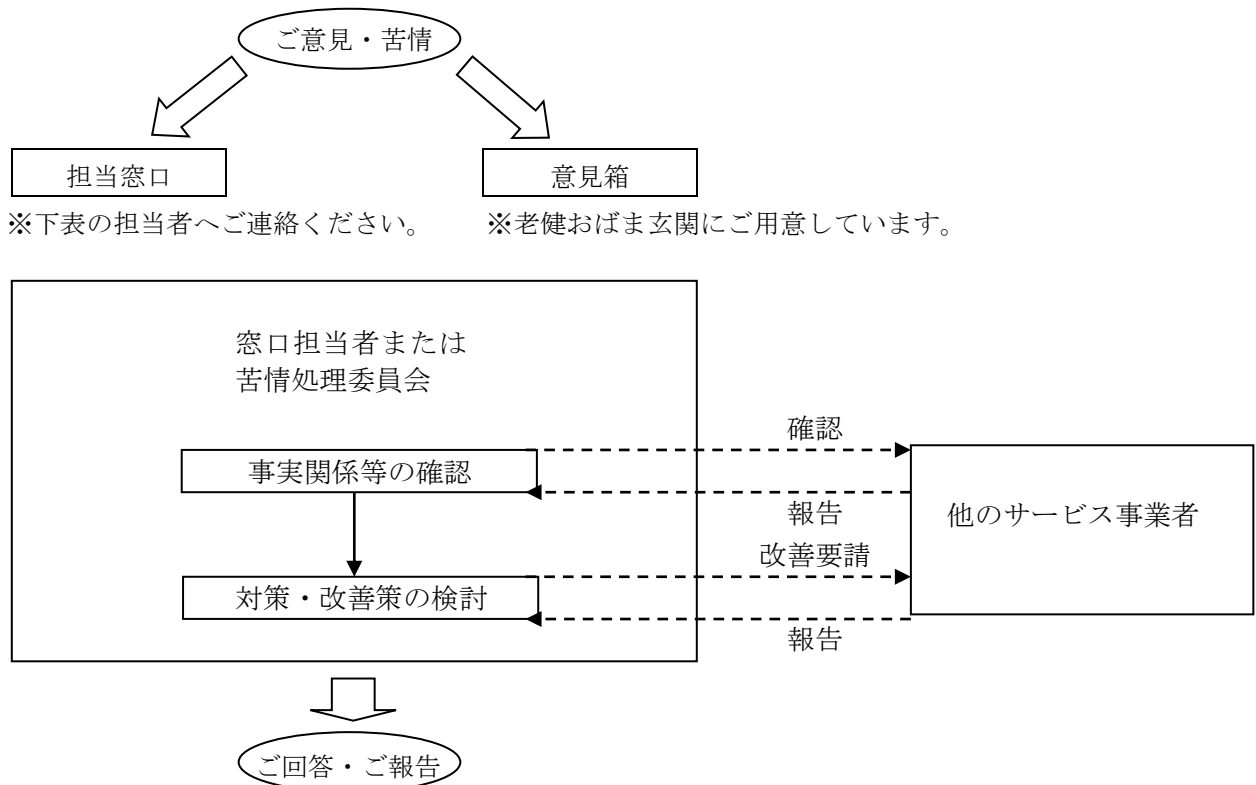 ご意見・苦情
担当窓口
意見箱
※下表の担当者へご連絡ください。
※老健おばま玄関にご用意しています。
窓口担当者または
苦情処理委員会
確認
事実関係等の確認
報告
他のサービス事業者
改善要請
対策・改善策の検討
報告
ご回答・ご報告